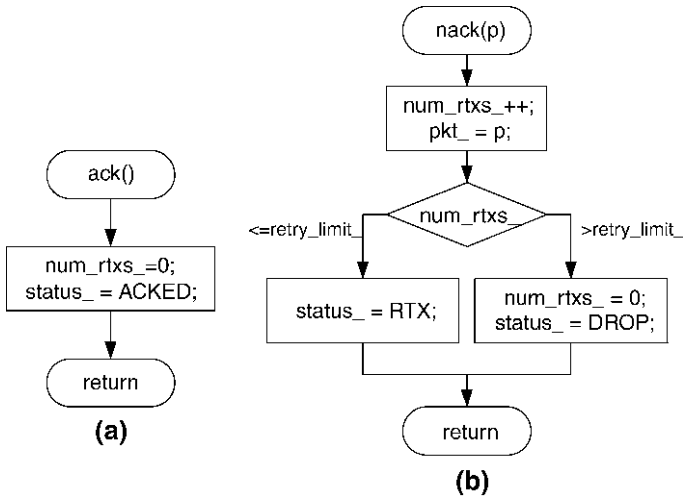 ack()
num_rtxs_=0;
status_ = ACKED;
return
(a)
nack(p)
num_rtxs_++;
pkt_ = p;
num_rtxs_
<=retry_limit_
>retry_limit_
status_ = RTX;
num_rtxs_ = 0;
status_ = DROP;
return
(b)